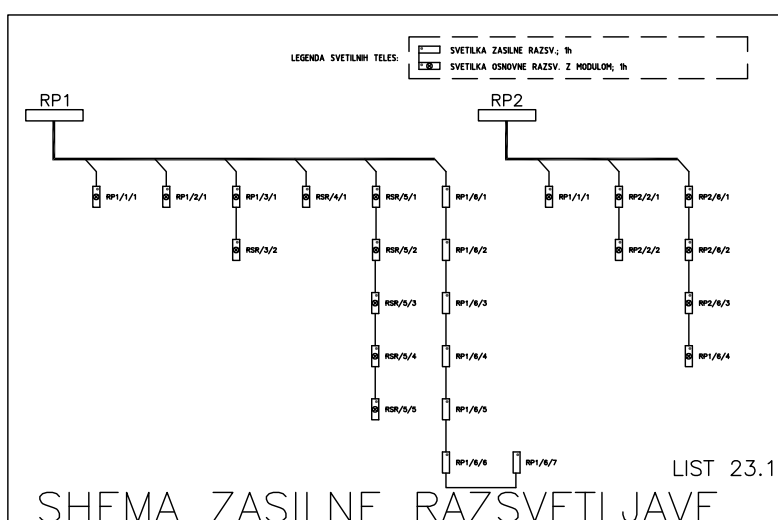 LEGENDA SVETILNIH TELES:
SVETILKA ZASILNE RAZSV.; 1h
SVETILKA OSNOVNE RAZSV. Z MODULOM; 1h
RP1
RP2
RP1/1/1
RP1/2/1
RP1/3/1
RSR/4/1
RSR/5/1
RP1/6/1
RP1/1/1
RP2/2/1
RP2/6/1
RSR/3/2
RSR/5/2
RP1/6/2
RP2/2/2
RP2/6/2
RSR/5/3
RP1/6/3
RP2/6/3
RSR/5/4
RP1/6/4
RP1/6/4
RSR/5/5
RP1/6/5
RP1/6/6
RP1/6/7
LIST 23.1
SHEMA ZASILNE RAZSVETLJAVE